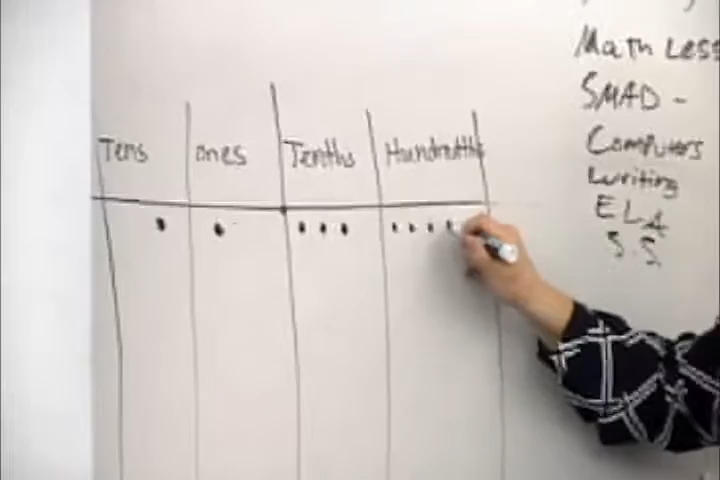 Tens ones Tenths Hundredths
Math Less
SMAD -
Computers
Writing
ELA
S.S